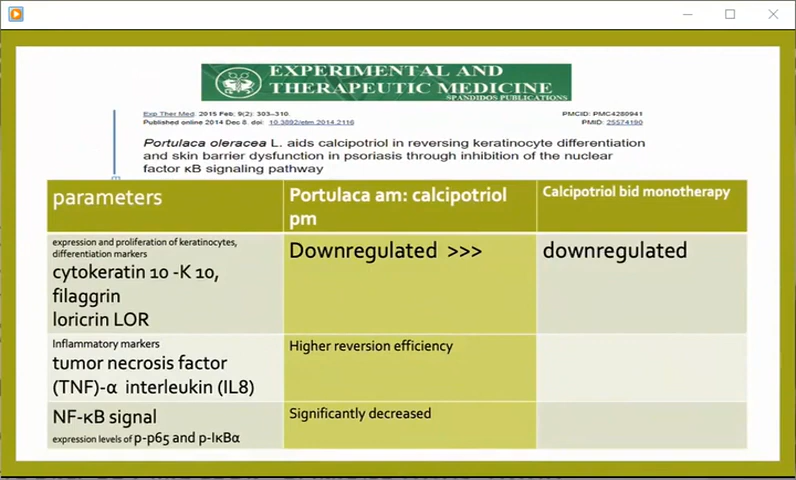 EXPERIMENTAL AND
THERAPEUTIC MEDICINE
SPANDIDOS PUBLICATIONS
Exp Ther Med. 2015 Feb; 9(2): 303–310.
PMCID: PMC4280941
Published online 2014 Dec 8. doi: 10.3892/etm.2014.2116
PMID: 25574190
Portulaca oleracea L. aids calcipotriol in reversing keratinocyte differentiation
and skin barrier dysfunction in psoriasis through inhibition of the nuclear
factor κB signaling pathway
parameters
Portulaca am: calcipotriol
pm
Calcipotriol bid monotherapy
expression and proliferation of keratinocytes,
differentiation markers
cytokeratin 10 -K 10,
filaggrin
loricrin LOR
Downregulated >>>
downregulated
Inflammatory markers
tumor necrosis factor
(TNF)-α interleukin (IL8)
Higher reversion efficiency
NF-κB signal
expression levels of p-p65 and p-IκBα
Significantly decreased